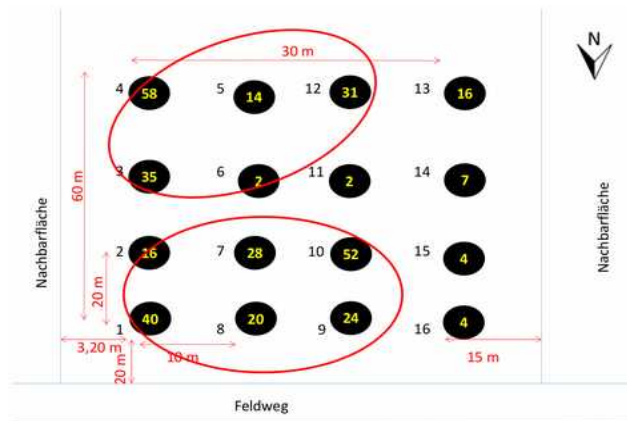 N
30 m
4 58 5 14 12 31 13 16
3 35 6 2 11 2 14 7
60 m
Nachbarfläche
Nachbarfläche
2 16 7 28 10 52 15 4
20 m
1 40 8 20 9 24 16 4
3,20 m
10 m
15 m
20 m
Feldweg